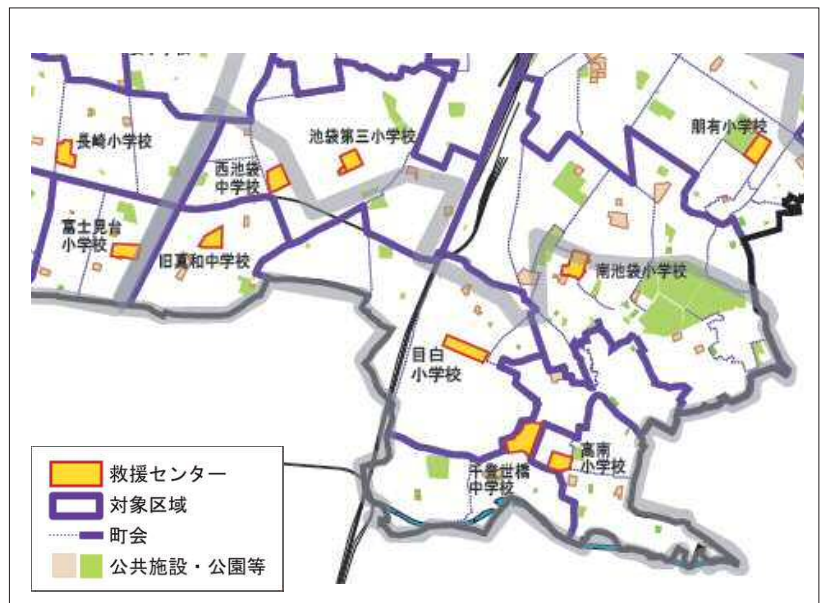 朋有小学校
池袋第三小学校
長崎小学校
西池袋
中学校
富士見台
小学校
旧真和中学校
南池袋小学校
目白
小学校
高南
小学校
千登世橋
中学校
救援センター
対象区域
町会
公共施設・公園等